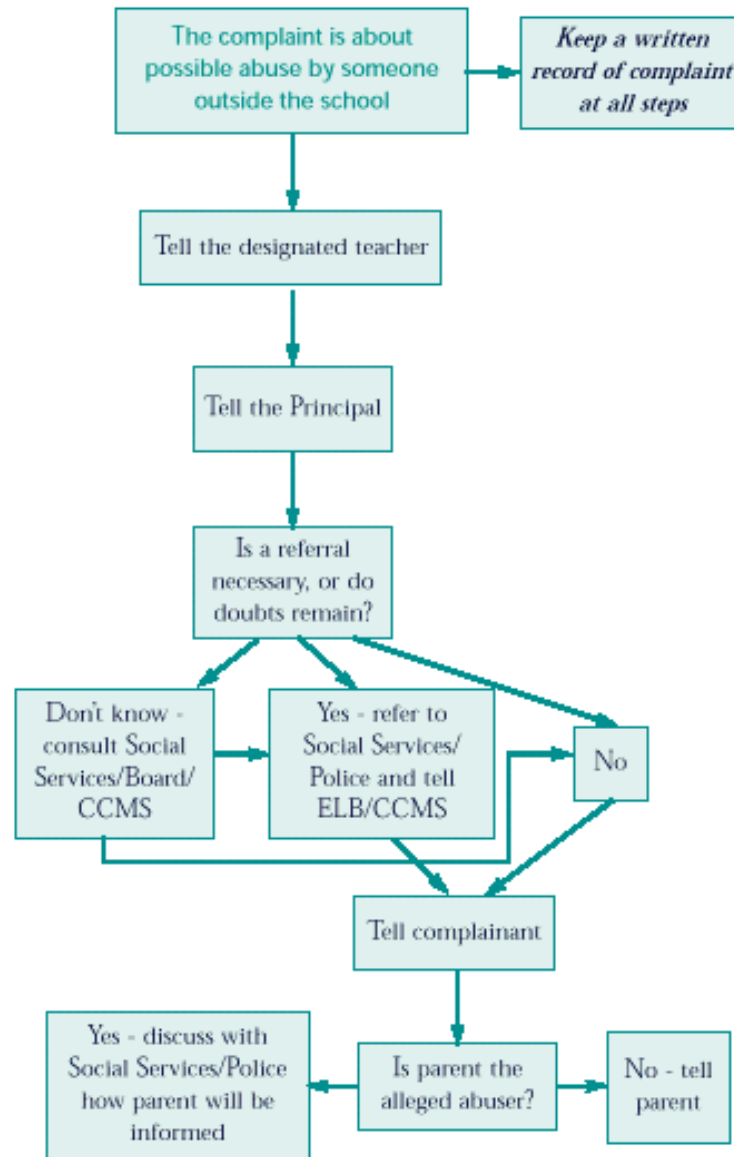 The complaint is about
possible abuse by someone
outside the school
Keep a written
record of complaint
at all steps
Tell the designated teacher
Tell the Principal
Is a referral
necessary, or do
doubts remain?
Don't know -
consult Social
Services/Board/
CCMS
Yes - refer to
Social Services/
Police and tell
ELB/CCMS
No
Tell complainant
Yes - discuss with
Social Services/Police
how parent will be
informed
Is parent the
alleged abuser?
No - tell
parent